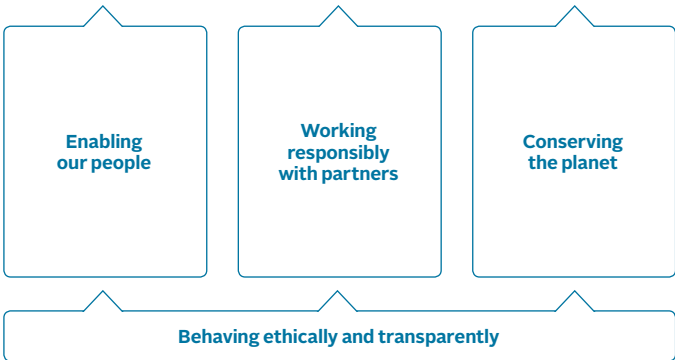 Enabling
our people
Working
responsibly
with partners
Conserving
the planet
Behaving ethically and transparently